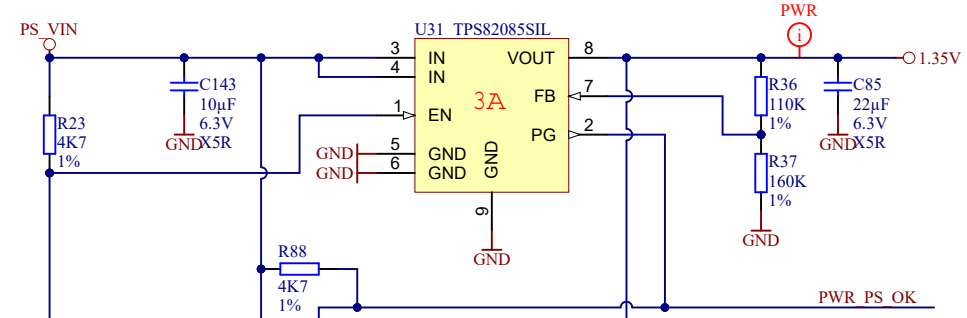 PWR
PS_VIN
U31 TPS82085SIL
i
3
IN
VOUT
8
1.35V
4
IN
C143
10µF
6.3V
X5R
GND
R36
110K
1%
C85
22µF
6.3V
X5R
GND
3A
FB
7
1
EN
R23
4K7
1%
PG
2
GND
5
GND
GND
6
GND
GND
R37
160K
1%
9
GND
GND
R88
4K7
1%
PWR_PS_OK